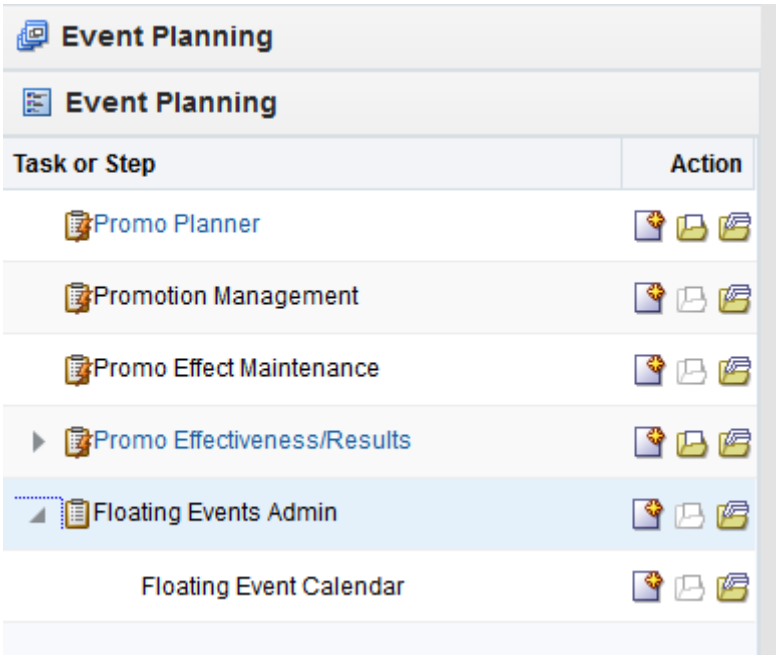 Event Planning
Event Planning
Task or Step Action
Promo Planner
Promotion Management
Promo Effect Maintenance
Promo Effectiveness/Results
Floating Events Admin
Floating Event Calendar